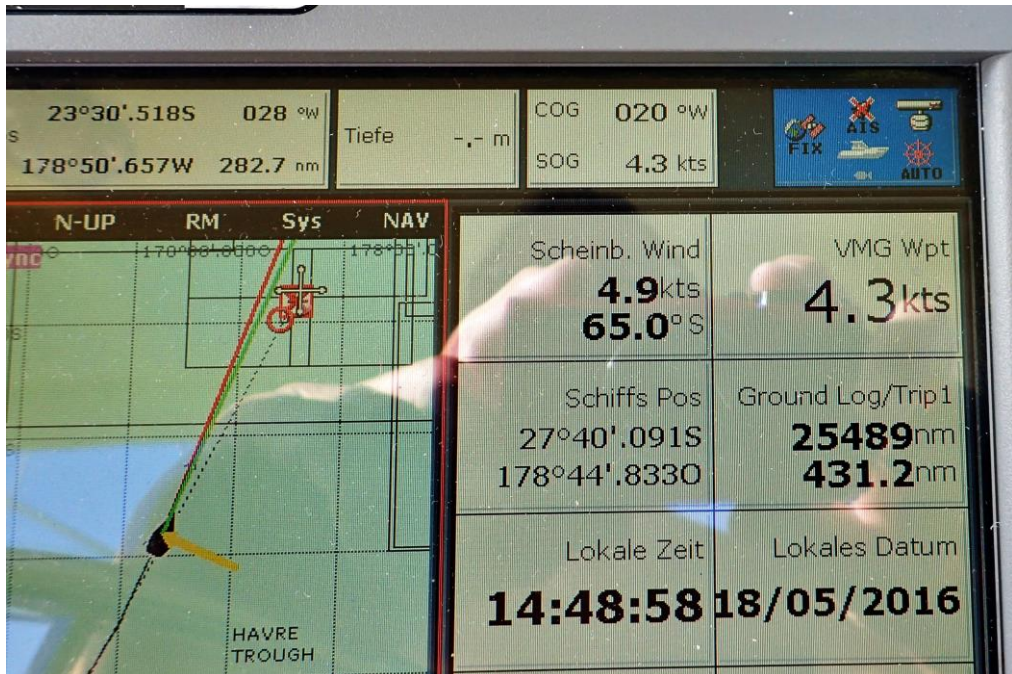 23°30'.518S 028 °W
s
178°50'.657W 282.7 nm
Tiefe -.- m
COG 020 °W
SOG 4.3 kts
FIX
AIS
AUTO
N-UP RM Sys NAV
Scheinb. Wind
4.9kts
65.0° S
VMG Wpt
4.3kts
Schiffs Pos
27°40'.091S
178°44'.833O
Ground Log/Trip1
25489nm
431.2nm
Lokale Zeit
14:48:58
Lokales Datum
18/05/2016
HAVRE
TROUGH